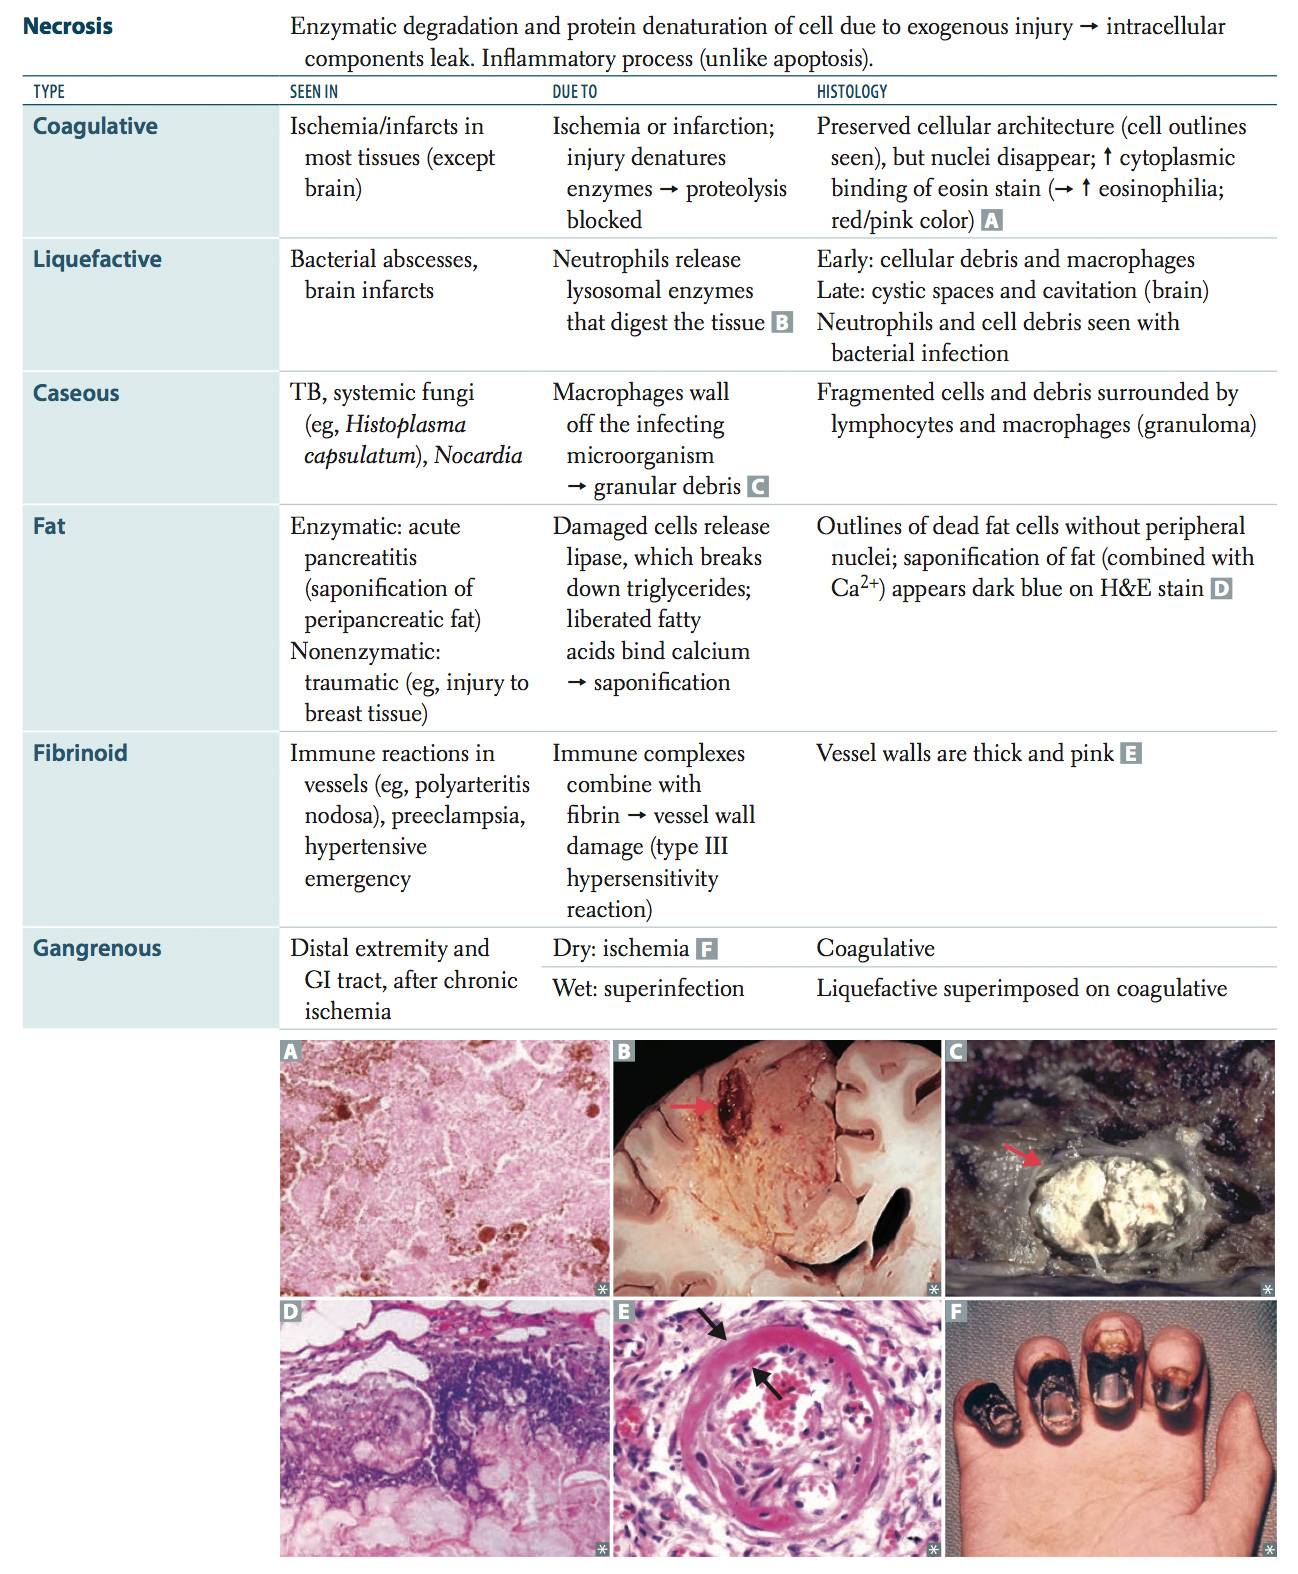 Necrosis
Enzymatic degradation and protein denaturation of cell due to exogenous injury → intracellular
components leak. Inflammatory process (unlike apoptosis).
TYPE
SEEN IN
DUE TO
HISTOLOGY
Coagulative
Ischemia/infarcts in
most tissues (except
brain)
Ischemia or infarction;
injury denatures
enzymes → proteolysis
blocked
Preserved cellular architecture (cell outlines
seen), but nuclei disappear; ↑ cytoplasmic
binding of eosin stain (→ ↑ eosinophilia;
red/pink color) A
Liquefactive
Bacterial abscesses,
brain infarcts
Neutrophils release
lysosomal enzymes
that digest the tissue B
Early: cellular debris and macrophages
Late: cystic spaces and cavitation (brain)
Neutrophils and cell debris seen with
bacterial infection
Caseous
TB, systemic fungi
(eg, Histoplasma
capsulatum), Nocardia
Macrophages wall
off the infecting
microorganism
→ granular debris C
Fragmented cells and debris surrounded by
lymphocytes and macrophages (granuloma)
Fat
Enzymatic: acute
pancreatitis
(saponification of
peripancreatic fat)
Nonenzymatic:
traumatic (eg, injury to
breast tissue)
Damaged cells release
lipase, which breaks
down triglycerides;
liberated fatty
acids bind calcium
→ saponification
Outlines of dead fat cells without peripheral
nuclei; saponification of fat (combined with
Ca²⁺) appears dark blue on H&E stain D
Fibrinoid
Immune reactions in
vessels (eg, polyarteritis
nodosa), preeclampsia,
hypertensive
emergency
Immune complexes
combine with
fibrin → vessel wall
damage (type III
hypersensitivity
reaction)
Vessel walls are thick and pink E
Gangrenous
Distal extremity and
GI tract, after chronic
ischemia
Dry: ischemia F
Coagulative
Wet: superinfection
Liquefactive superimposed on coagulative
A
B
C
D
E
F